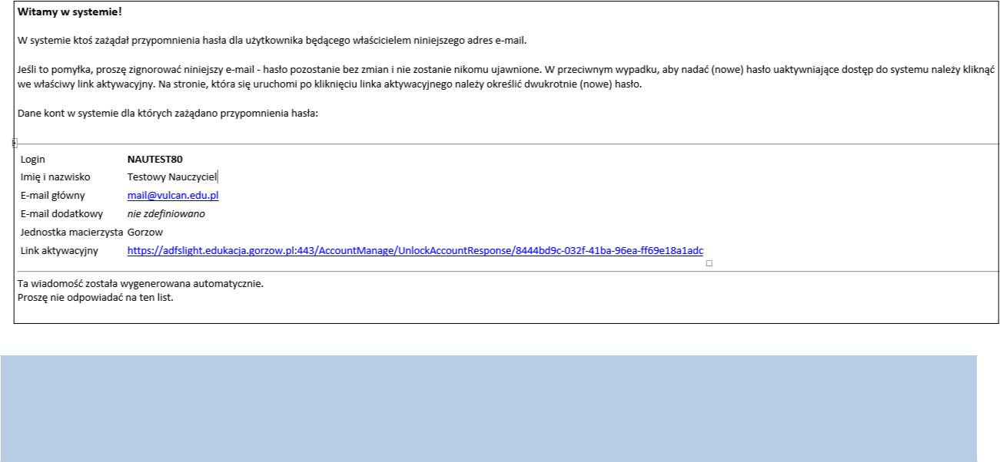 Witamy w systemie!
W systemie ktoś zażądał przypomnienia hasła dla użytkownika będącego właścicielem niniejszego adres e-mail.
Jeśli to pomyłka, proszę zignorować niniejszy e-mail - hasło pozostanie bez zmian i nie zostanie nikomu ujawnione. W przeciwnym wypadku, aby nadać (nowe) hasło uaktywniające dostęp do systemu należy kliknąć
we właściwy link aktywacyjny. Na stronie, która się uruchomi po kliknięciu linka aktywacyjnego należy określić dwukrotnie (nowe) hasło.
Dane kont w systemie dla których zażądano przypomnienia hasła:
Login NAUTEST80
Imię i nazwisko Testowy Nauczyciel
E-mail główny mail@vulcan.edu.pl
E-mail dodatkowy nie zdefiniowano
Jednostka macierzysta Gorzow
Link aktywacyjny https://adfslight.edukacja.gorzow.pl:443/AccountManage/UnlockAccountResponse/8444bd9c-032f-41ba-96ea-ff69e18a1adc
Ta wiadomość została wygenerowana automatycznie.
Proszę nie odpowiadać na ten list.